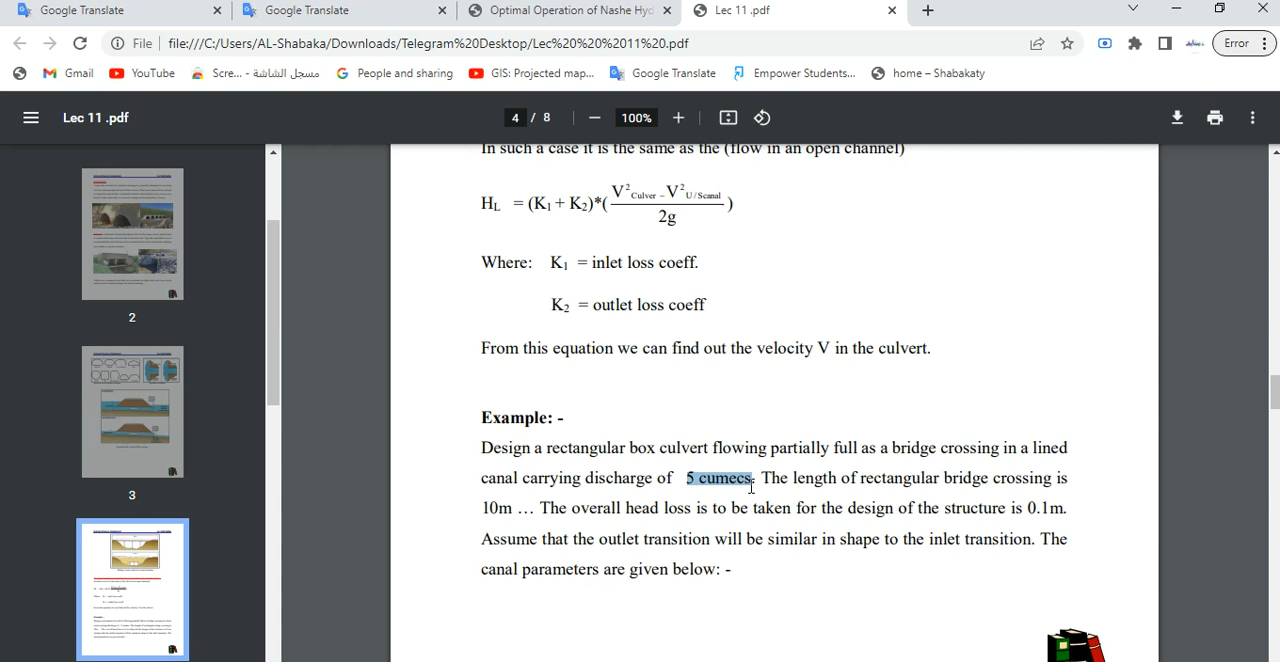 Google Translate
Google Translate
Optimal Operation of Nashe Hyd
Lec 11 .pdf
File
file:///C:/Users/AL-Shabaka/Downloads/Telegram%20Desktop/Lec%20%20%2011%20.pdf
Error
Gmail
YouTube
Scre... - مسجل الشاشة
People and sharing
GIS: Projected map...
Google Translate
Empower Students...
home – Shabakaty
Lec 11 .pdf
4 / 8
100%
2
3
In such a case it is the same as the (flow in an open channel)
HL = (K1 + K2)*( V2Culver – V2U/Scanal / 2g )
Where: K1 = inlet loss coeff.
K2 = outlet loss coeff
From this equation we can find out the velocity V in the culvert.
Example: -
Design a rectangular box culvert flowing partially full as a bridge crossing in a lined
canal carrying discharge of 5 cumecs. The length of rectangular bridge crossing is
10m … The overall head loss is to be taken for the design of the structure is 0.1m.
Assume that the outlet transition will be similar in shape to the inlet transition. The
canal parameters are given below: -